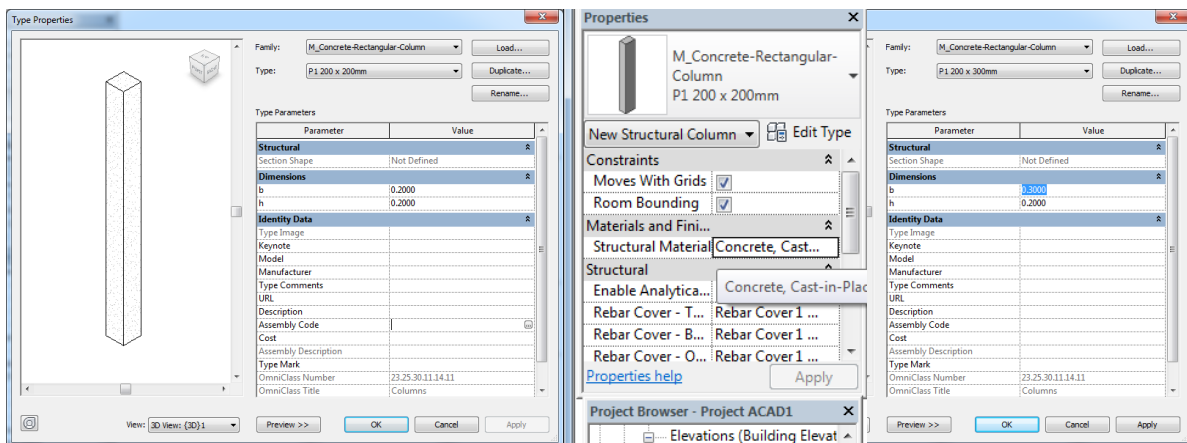 Type Properties
Family: M_Concrete-Rectangular-Column Load...
Type: P1 200 x 200mm Duplicate...
Rename...
Type Parameters
Parameter Value
Structural
Section Shape Not Defined
Dimensions
b 0.2000
h 0.2000
Identity Data
Type Image
Keynote
Model
Manufacturer
Type Comments
URL
Description
Assembly Code
Cost
Assembly Description
Type Mark
OmniClass Number 23.25.30.11.14.11
OmniClass Title Columns
View: 3D View: {3D}1 Preview >> OK Cancel Apply
Properties
M_Concrete-Rectangular-
Column
P1 200 x 200mm
New Structural Column Edit Type
Constraints
Moves With Grids
Room Bounding
Materials and Fini...
Structural Material Concrete, Cast...
Structural
Enable Analytica... Concrete, Cast-in-Plac
Rebar Cover - T... Rebar Cover 1 ...
Rebar Cover - B... Rebar Cover 1 ...
Rebar Cover - O... Rebar Cover 1 ...
Properties help Apply
Project Browser - Project ACAD1
Elevations (Building Elevat
Family: M_Concrete-Rectangular-Column Load...
Type: P1 200 x 300mm Duplicate...
Rename...
Type Parameters
Parameter Value
Structural
Section Shape Not Defined
Dimensions
b 0.3000
h 0.2000
Identity Data
Type Image
Keynote
Model
Manufacturer
Type Comments
URL
Description
Assembly Code
Cost
Assembly Description
Type Mark
OmniClass Number 23.25.30.11.14.11
OmniClass Title Columns
Preview >> OK Cancel Apply